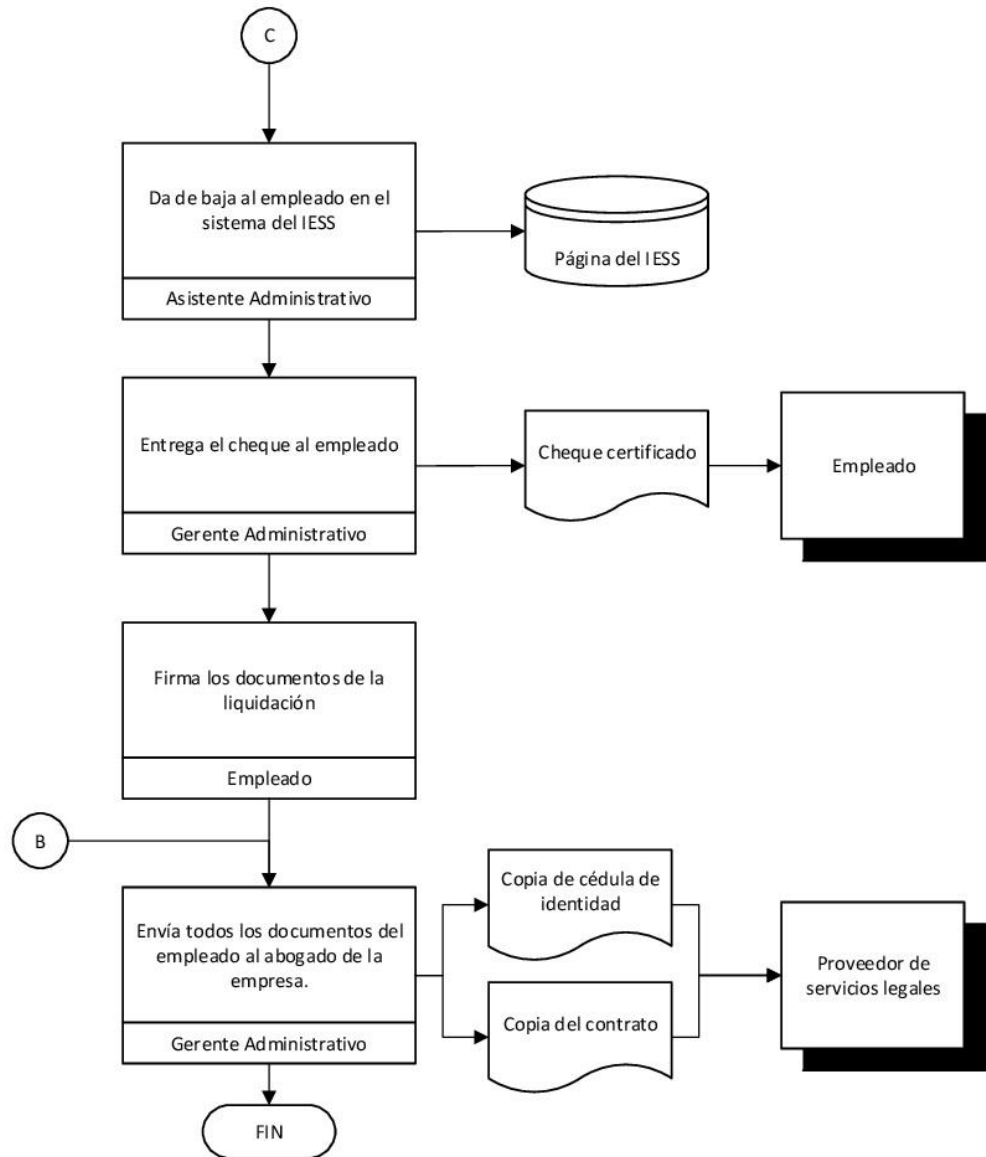 C
Da de baja al empleado en el
sistema del IESS
Asistente Administrativo
Página del IESS
Entrega el cheque al empleado
Gerente Administrativo
Cheque certificado
Empleado
Firma los documentos de la
liquidación
Empleado
B
Envía todos los documentos del
empleado al abogado de la
empresa.
Gerente Administrativo
Copia de cédula de
identidad
Copia del contrato
Proveedor de
servicios legales
FIN